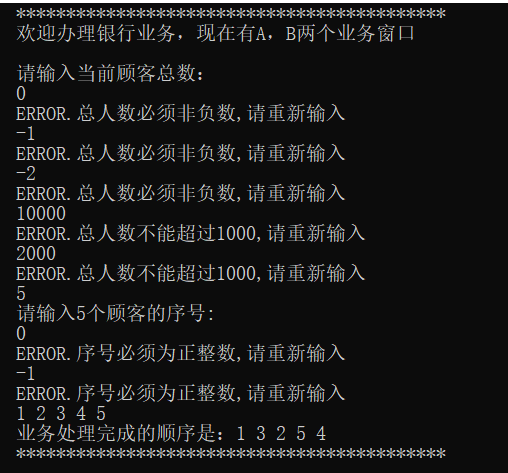 *******************************************
欢迎办理银行业务，现在有A，B两个业务窗口
请输入当前顾客总数：
0
ERROR.总人数必须非负数,请重新输入
-1
ERROR.总人数必须非负数,请重新输入
-2
ERROR.总人数必须非负数,请重新输入
10000
ERROR.总人数不能超过1000,请重新输入
2000
ERROR.总人数不能超过1000,请重新输入
5
请输入5个顾客的序号:
0
ERROR.序号必须为正整数,请重新输入
-1
ERROR.序号必须为正整数,请重新输入
1 2 3 4 5
业务处理完成的顺序是：1 3 2 5 4
*******************************************